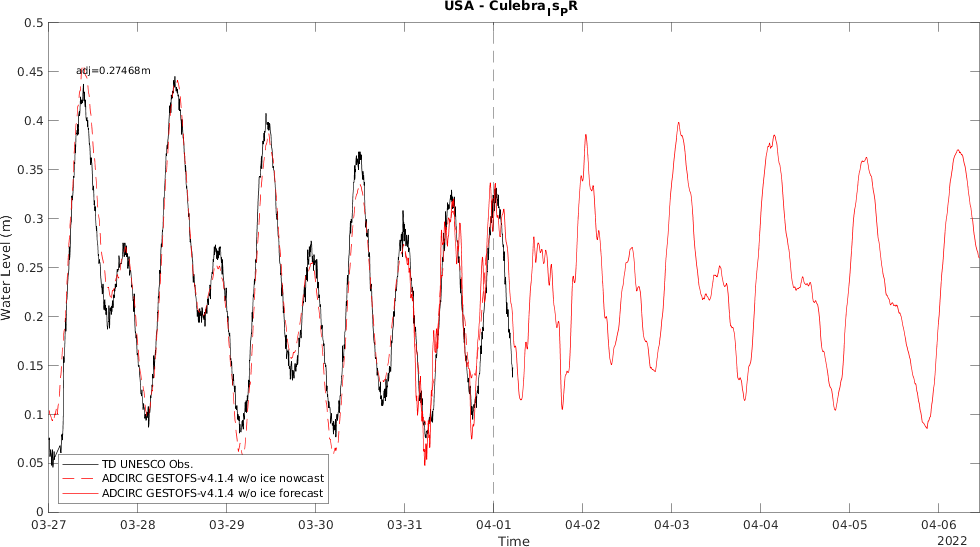 USA - CulebraIsPR
0.5
adj=0.27468m
0.45
0.4
0.35
0.3
0.25
0.2
0.15
0.1
0.05
0
Water Level (m)
TD UNESCO Obs.
ADCIRC GESTOFS-v4.1.4 w/o ice nowcast
ADCIRC GESTOFS-v4.1.4 w/o ice forecast
03-27 03-28 03-29 03-30 03-31 04-01 04-02 04-03 04-04 04-05 04-06
Time
2022